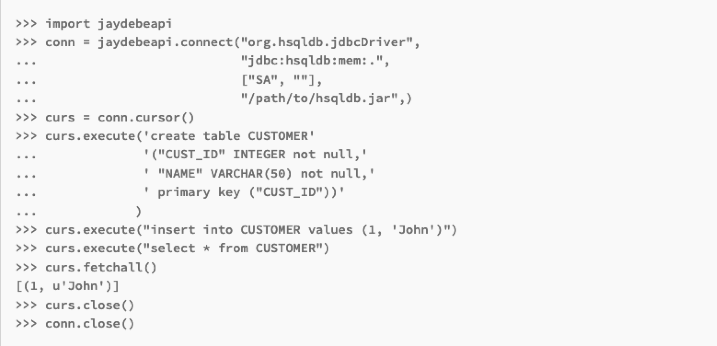 >>> import jaydebeapi
>>> conn = jaydebeapi.connect("org.hsqldb.jdbcDriver",
...                           "jdbc:hsqldb:mem:.",
...                           ["SA", ""],
...                           "/path/to/hsqldb.jar",)
>>> curs = conn.cursor()
>>> curs.execute('create table CUSTOMER'
...              '("CUST_ID" INTEGER not null,'
...              ' "NAME" VARCHAR(50) not null,'
...              ' primary key ("CUST_ID"))'
...             )
>>> curs.execute("insert into CUSTOMER values (1, 'John')")
>>> curs.execute("select * from CUSTOMER")
>>> curs.fetchall()
[(1, u'John')]
>>> curs.close()
>>> conn.close()